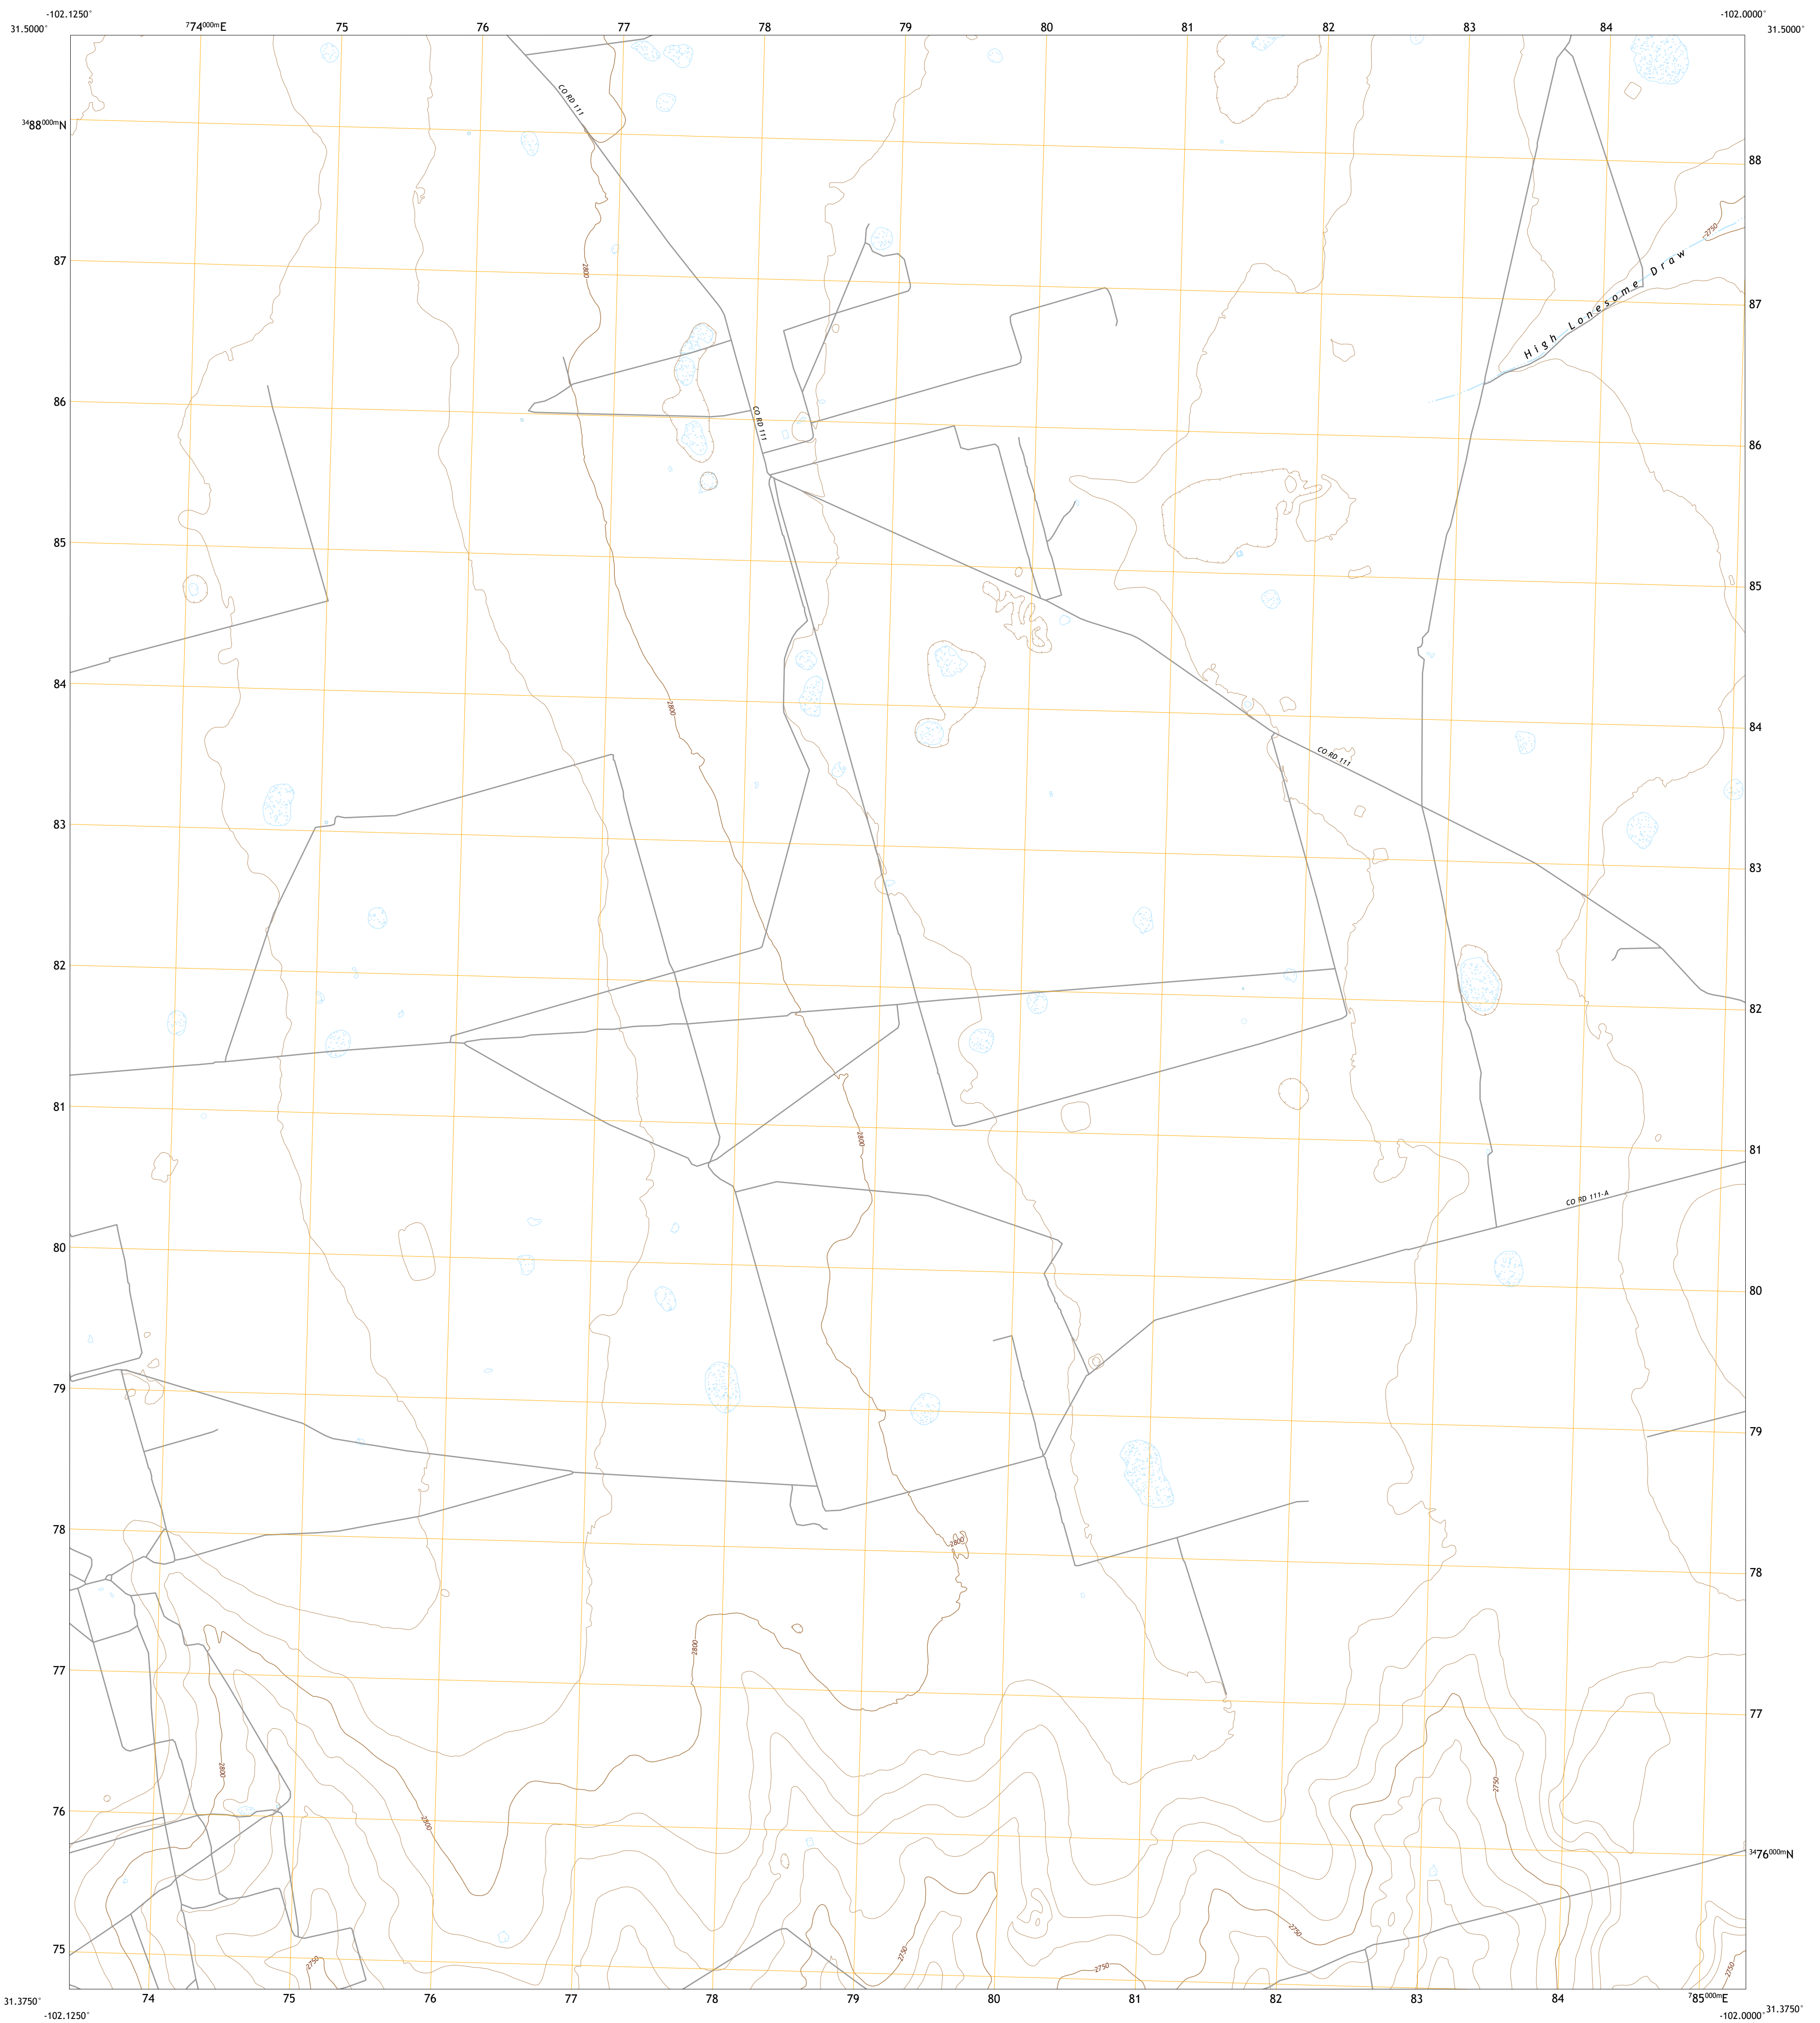 -102.1250° -102.0000°
31.5000° ⁷74⁰⁰⁰ᵐE 75 76 77 78 79 80 81 82 83 84 31.5000°
CO RD 111
³⁴88⁰⁰⁰ᵐN 88
2750
87 2800 High Lonesome Draw 87
86 CO RD 111 86
85 85
84 2800 84
CO RD 111
83 83
82 82
81 2800 81
CO RD 111-A
80 80
79 79
78 2800 78
77 2800 77
2800 2750
76 2800 ³⁴76⁰⁰⁰ᵐN
2750
75 2750 2750 2750 2750
31.3750° 74 75 76 77 78 79 80 81 82 83 84 ⁷85⁰⁰⁰ᵐE 31.3750°
-102.1250° -102.0000°